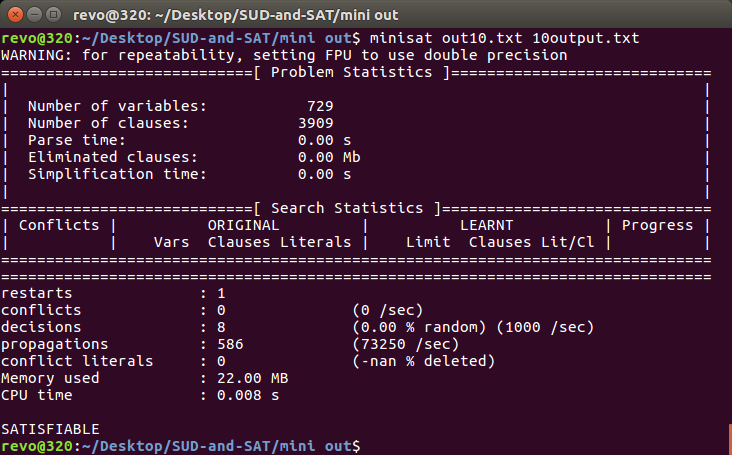 revo@320: ~/Desktop/SUD-and-SAT/mini out
revo@320:~/Desktop/SUD-and-SAT/mini out$ minisat out10.txt 10output.txt
WARNING: for repeatability, setting FPU to use double precision
============================[ Problem Statistics ]=============================
|                                                                             |
|  Number of variables:           729                                         |
|  Number of clauses:            3909                                         |
|  Parse time:                   0.00 s                                       |
|  Eliminated clauses:           0.00 Mb                                      |
|  Simplification time:          0.00 s                                       |
|                                                                             |
============================[ Search Statistics ]==============================
| Conflicts |          ORIGINAL         |          LEARNT          | Progress |
|           |    Vars  Clauses Literals |    Limit  Clauses Lit/Cl |          |
===============================================================================
===============================================================================
restarts              : 1
conflicts             : 0              (0 /sec)
decisions             : 8              (0.00 % random) (1000 /sec)
propagations          : 586            (73250 /sec)
conflict literals     : 0              (-nan % deleted)
Memory used           : 22.00 MB
CPU time              : 0.008 s
SATISFIABLE
revo@320:~/Desktop/SUD-and-SAT/mini out$